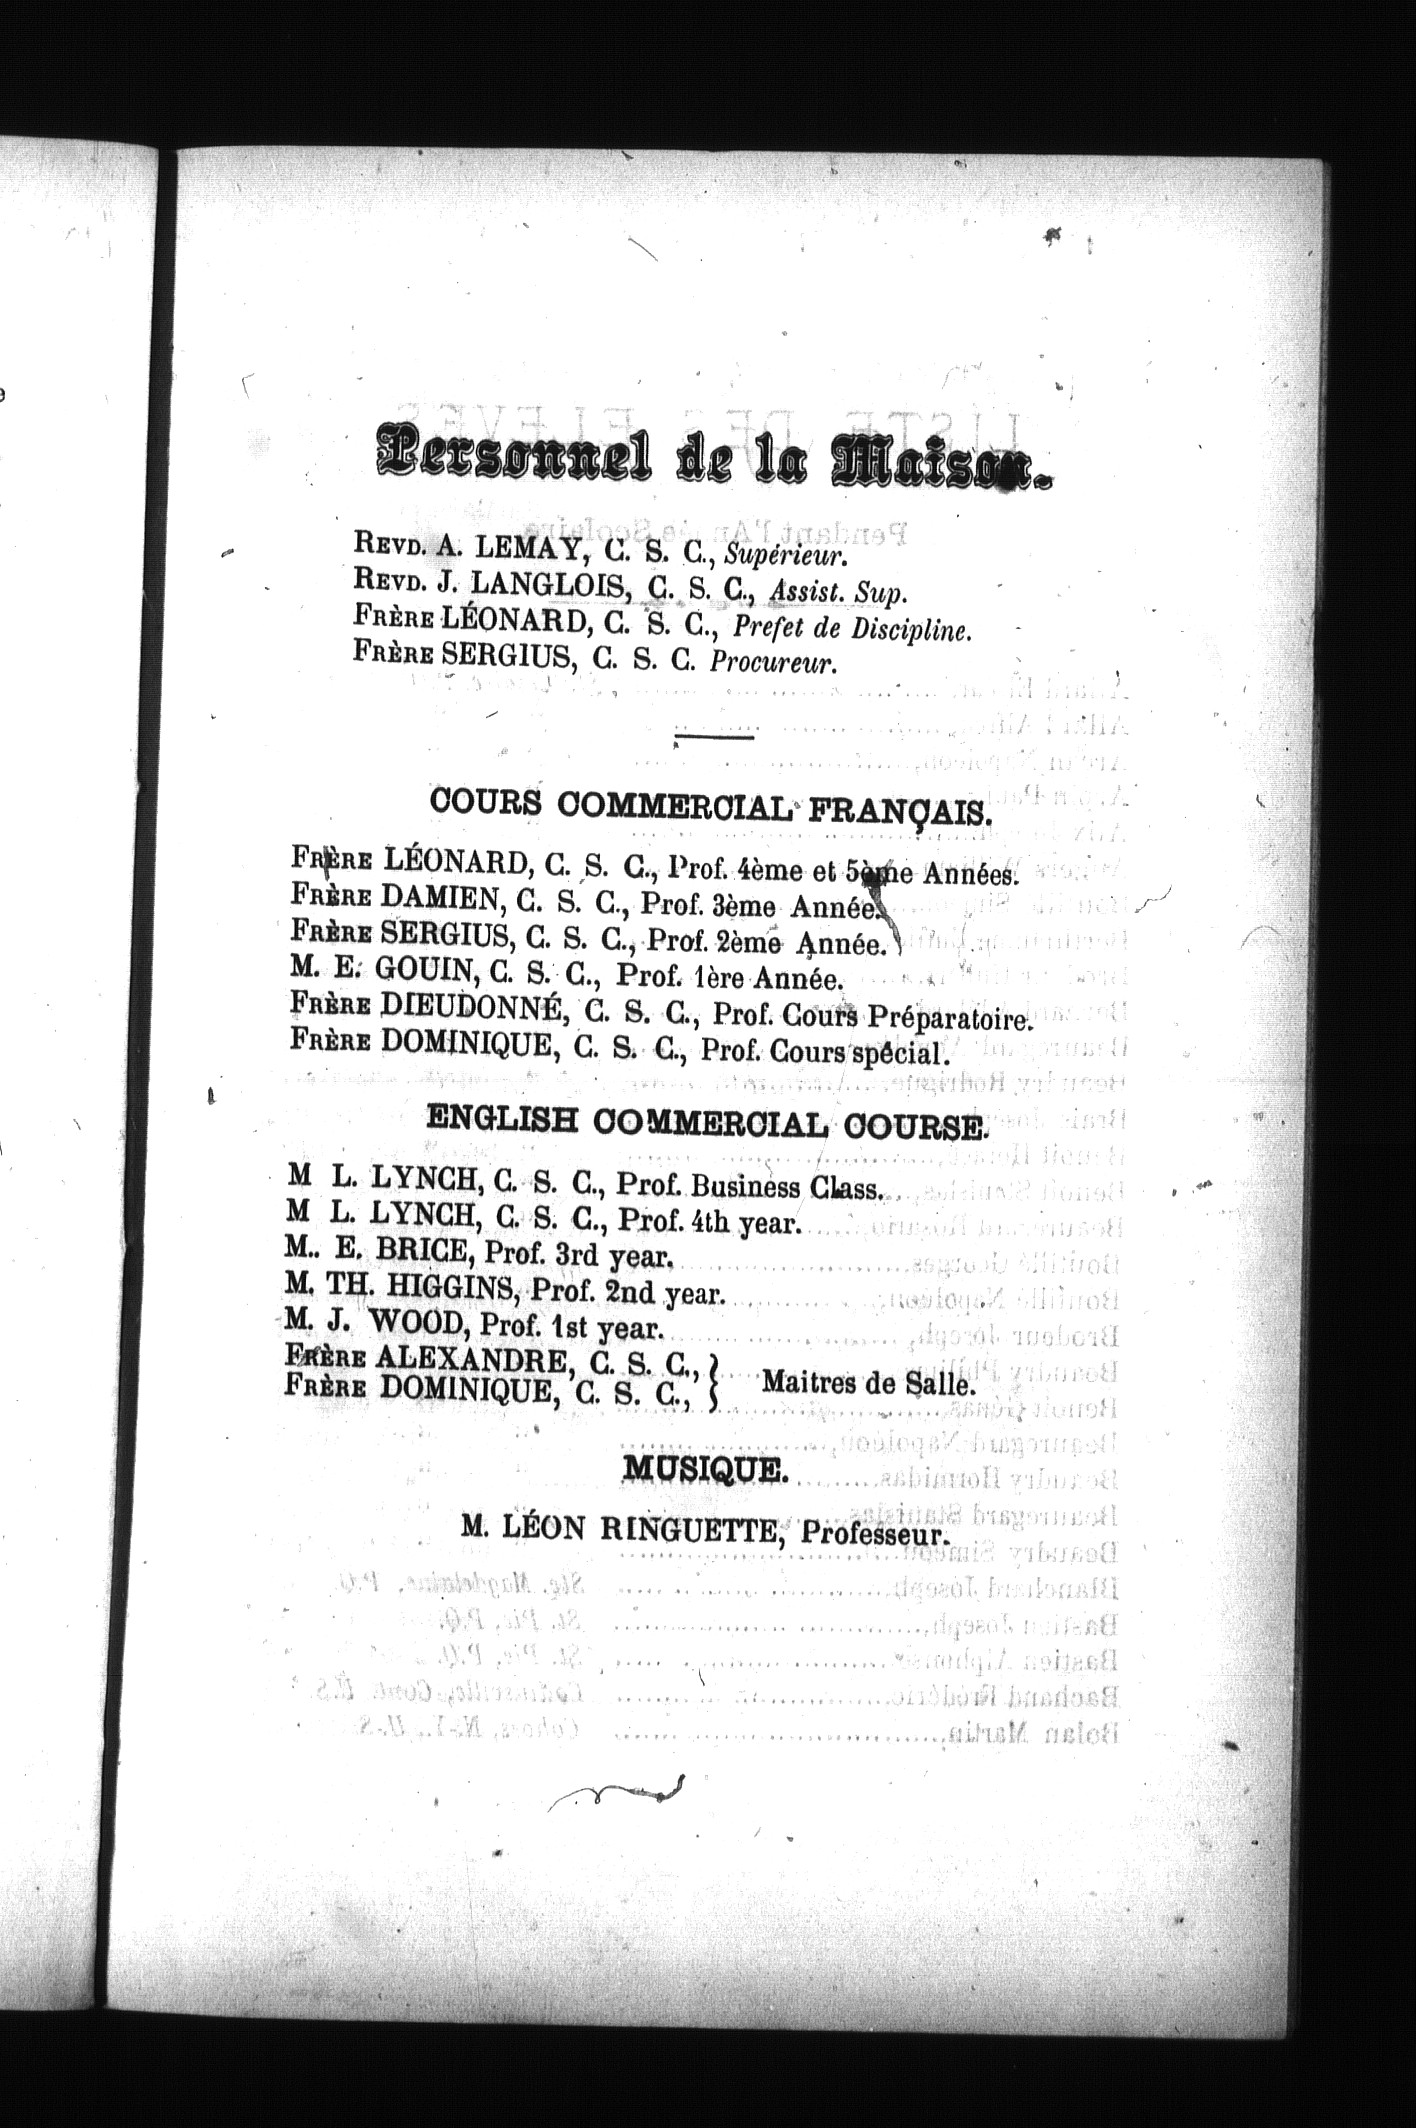 Personnel de la Maison.
REVD. A. LEMAY, C. S. C., Supérieur.
REVD. J. LANGLOIS, C. S. C., Assist. Sup.
FRÈRE LÉONARD, C. S. C., Prefet de Discipline.
FRÈRE SERGIUS, C. S. C. Procureur.
COURS COMMERCIAL FRANÇAIS.
FRÈRE LÉONARD, C. S. C., Prof. 4ème et 5ème Années.
FRÈRE DAMIEN, C. S. C., Prof. 3ème Année.
FRÈRE SERGIUS, C. S. C., Prof. 2ème Année.
M. E. GOUIN, C. S. C., Prof. 1ère Année.
FRÈRE DIEUDONNÉ, C. S. C., Prof. Cours Préparatoire.
FRÈRE DOMINIQUE, C. S. C., Prof. Cours spécial.
ENGLISH COMMERCIAL COURSE.
M L. LYNCH, C. S. C., Prof. Business Class.
M L. LYNCH, C. S. C., Prof. 4th year.
M.. E. BRICE, Prof. 3rd year.
M. TH. HIGGINS, Prof. 2nd year.
M. J. WOOD, Prof. 1st year.
FRÈRE ALEXANDRE, C. S. C., }
FRÈRE DOMINIQUE, C. S. C., } Maitres de Salle.
MUSIQUE.
M. LÉON RINGUETTE, Professeur.